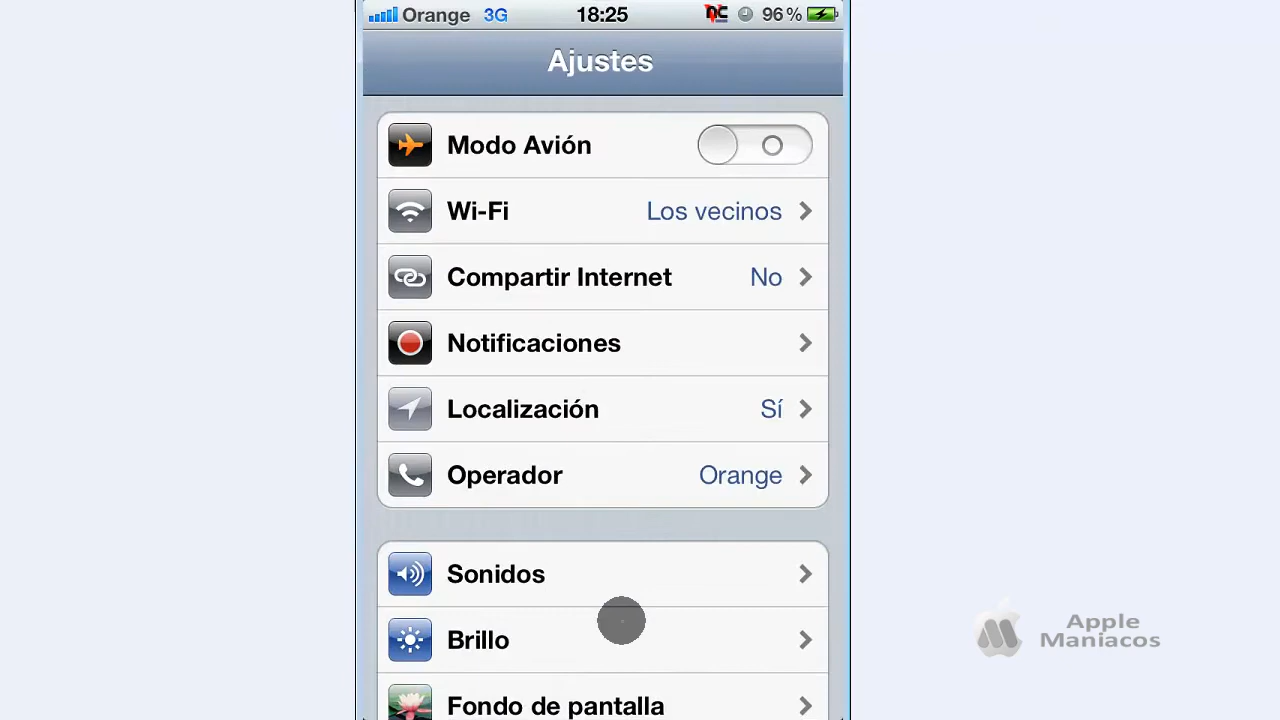 Orange 3G 18:25 96 %
Ajustes
Modo Avión
Wi-Fi Los vecinos
Compartir Internet No
Notificaciones
Localización Sí
Operador Orange
Sonidos
Brillo
Fondo de pantalla
Apple
Maniacos